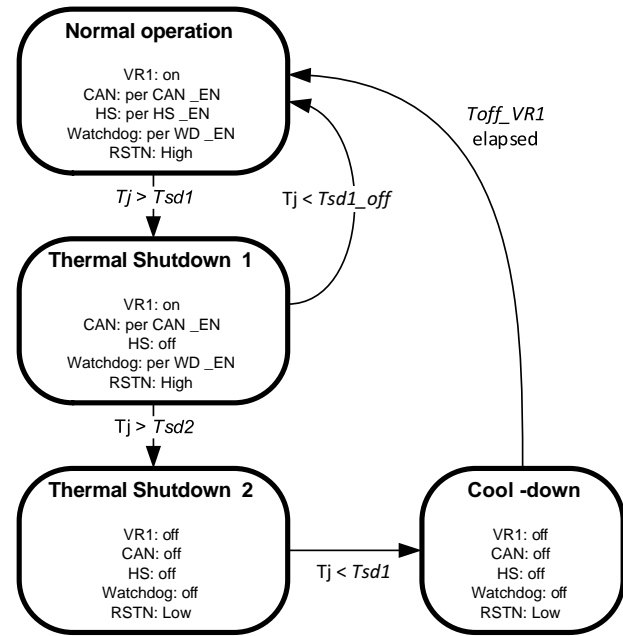 Normal operation
VR1: on
CAN: per CAN _EN
HS: per HS _EN
Watchdog: per WD _EN
RSTN: High
Toff_VR1
elapsed
Tj > Tsd1
Tj < Tsd1_off
Thermal Shutdown 1
VR1: on
CAN: per CAN _EN
HS: off
Watchdog: per WD _EN
RSTN: High
Tj > Tsd2
Thermal Shutdown 2
VR1: off
CAN: off
HS: off
Watchdog: off
RSTN: Low
Tj < Tsd1
Cool -down
VR1: off
CAN: off
HS: off
Watchdog: off
RSTN: Low